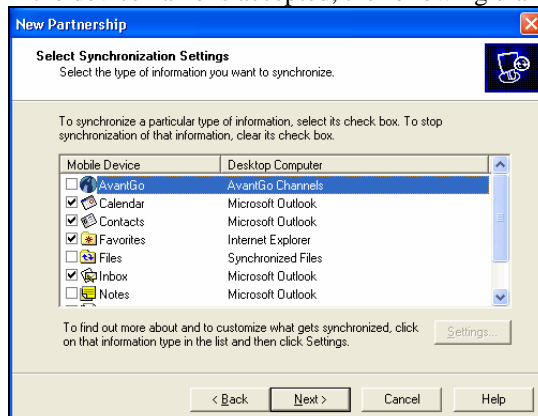 New Partnership
Select Synchronization Settings
Select the type of information you want to synchronize.
To synchronize a particular type of information, select its check box. To stop
synchronization of that information, clear its check box.
Mobile Device Desktop Computer
AvantGo AvantGo Channels
Calendar Microsoft Outlook
Contacts Microsoft Outlook
Favorites Internet Explorer
Files Synchronized Files
Inbox Microsoft Outlook
Notes Microsoft Outlook
To find out more about and to customize what gets synchronized, click
on that information type in the list and then click Settings.
Settings...
< Back Next > Cancel Help